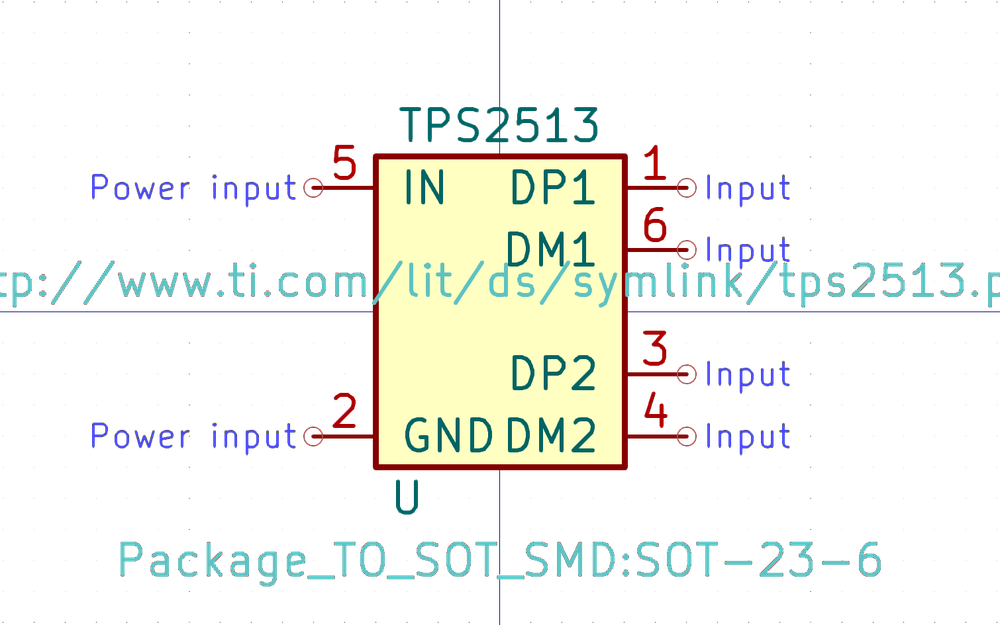 TPS2513
5 1
Power input IN DP1 Input
6
DM1 Input
tp://www.ti.com/lit/ds/symlink/tps2513.p
3
DP2 Input
2 4
Power input GND DM2 Input
U
Package_TO_SOT_SMD:SOT-23-6